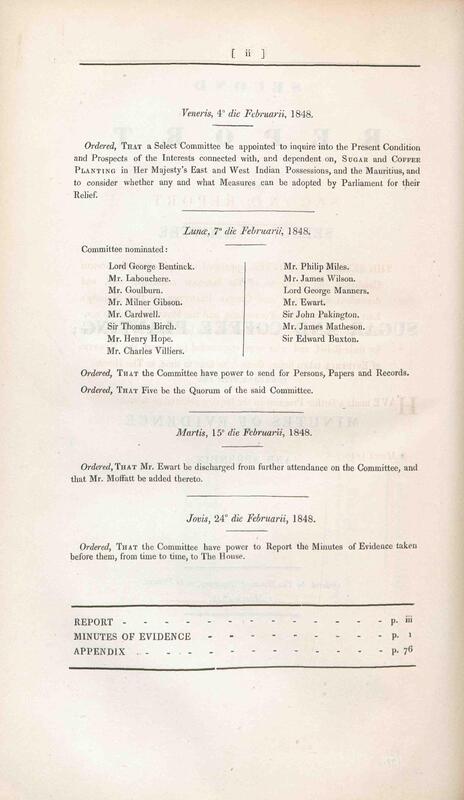 [ ii ]
Veneris, 4° die Februarii, 1848.
Ordered, THAT a Select Committee be appointed to inquire into the Present Condition
and Prospects of the Interests connected with, and dependent on, SUGAR and COFFEE
PLANTING in Her Majesty's East and West Indian Possessions, and the Mauritius, and
to consider whether any and what Measures can be adopted by Parliament for their
Relief.
Lunæ, 7° die Februarii, 1848.
Committee nominated:
Lord George Bentinck.
Mr. Labouchere.
Mr. Goulburn.
Mr. Milner Gibson.
Mr. Cardwell.
Sir Thomas Birch.
Mr. Henry Hope.
Mr. Charles Villiers.
Mr. Philip Miles.
Mr. James Wilson.
Lord George Manners.
Mr. Ewart.
Sir John Pakington.
Mr. James Matheson.
Sir Edward Buxton.
Ordered, THAT the Committee have power to send for Persons, Papers and Records.
Ordered, THAT Five be the Quorum of the said Committee.
Martis, 15° die Februarii, 1848.
Ordered, THAT Mr. Ewart be discharged from further attendance on the Committee, and
that Mr. Moffatt be added thereto.
Jovis, 24° die Februarii, 1848.
Ordered, THAT the Committee have power to Report the Minutes of Evidence taken
before them, from time to time, to The House.
REPORT - - - - - - - - - - - - - p. iii
MINUTES OF EVIDENCE - - - - - - - - - p. 1
APPENDIX - - - - - - - - - - - - p. 76